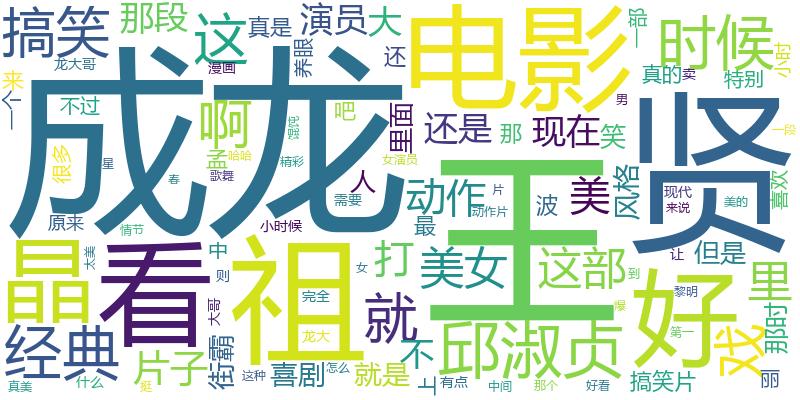 搞笑
那段
这
真是
演员
大
电影
一部
时候
小时
来
一个
龙大哥
漫画
养眼
还
真的
卖
特别
成龙
不过
啊
吧
里面
还是
那
现在
笑
男
贤
很多
孟
哈哈
女演员
一段
星
春
歌舞
精彩
需要
人
动作
片
波
美
风格
现代
来说
美的
喜欢
原来
情节
小时候
最
动作片
王
让
但是
晶
太美
看
中
则
祖
完全
女
打
美女
这部
到
好
里
那时
大哥
龙大
就
黎明
爆
第一
戏
经典
片子
街霸
不
邱淑贞
丽
真美
什么
挺
这种
喜剧
怎么
就是
上
有点
中间
那个
好看
搞笑片